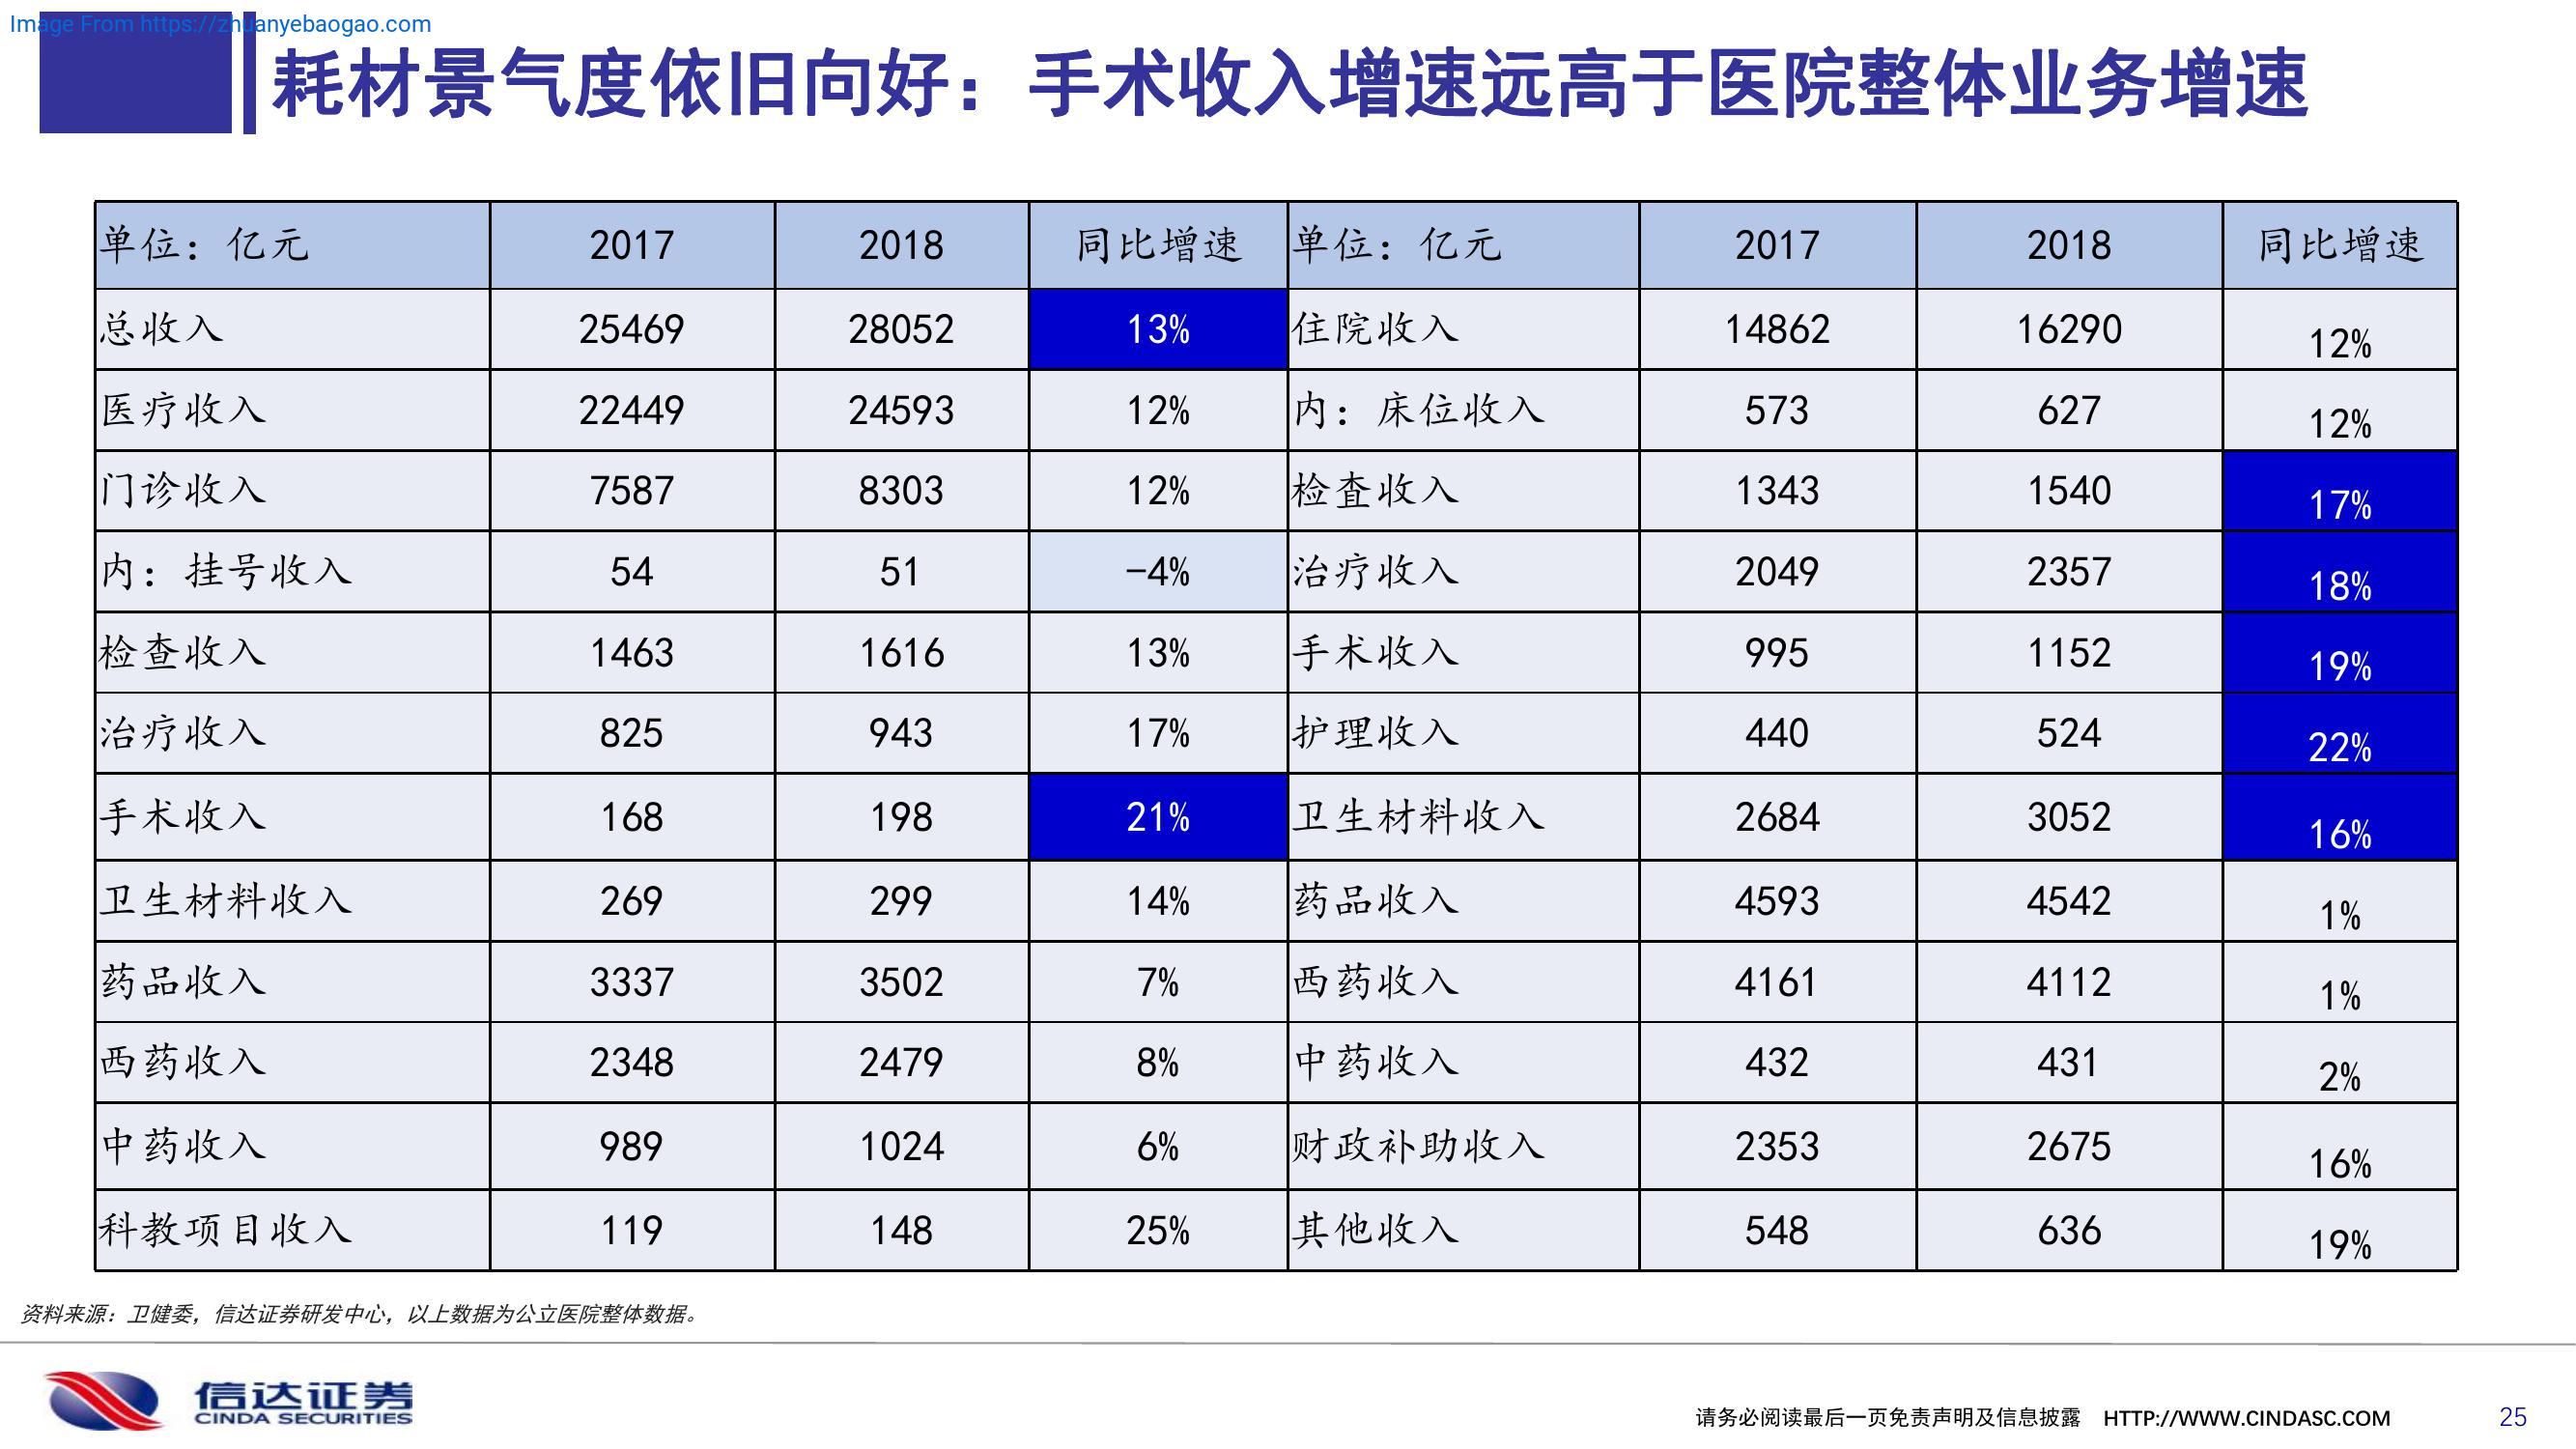 Image From https://zhuanyebaogao.com
耗材景气度依旧向好：手术收入增速远高于医院整体业务增速
单位：亿元 2017 2018 同比增速 单位：亿元 2017 2018 同比增速
总收入 25469 28052 13% 住院收入 14862 16290 12%
医疗收入 22449 24593 12% 内：床位收入 573 627 12%
门诊收入 7587 8303 12% 检查收入 1343 1540 17%
内：挂号收入 54 51 -4% 治疗收入 2049 2357 18%
检查收入 1463 1616 13% 手术收入 995 1152 19%
治疗收入 825 943 17% 护理收入 440 524 22%
手术收入 168 198 21% 卫生材料收入 2684 3052 16%
卫生材料收入 269 299 14% 药品收入 4593 4542 1%
药品收入 3337 3502 7% 西药收入 4161 4112 1%
西药收入 2348 2479 8% 中药收入 432 431 2%
中药收入 989 1024 6% 财政补助收入 2353 2675 16%
科教项目收入 119 148 25% 其他收入 548 636 19%
资料来源：卫健委，信达证券研发中心，以上数据为公立医院整体数据。
信达证券
CINDA SECURITIES
请务必阅读最后一页免责声明及信息披露 HTTP://WWW.CINDASC.COM 25